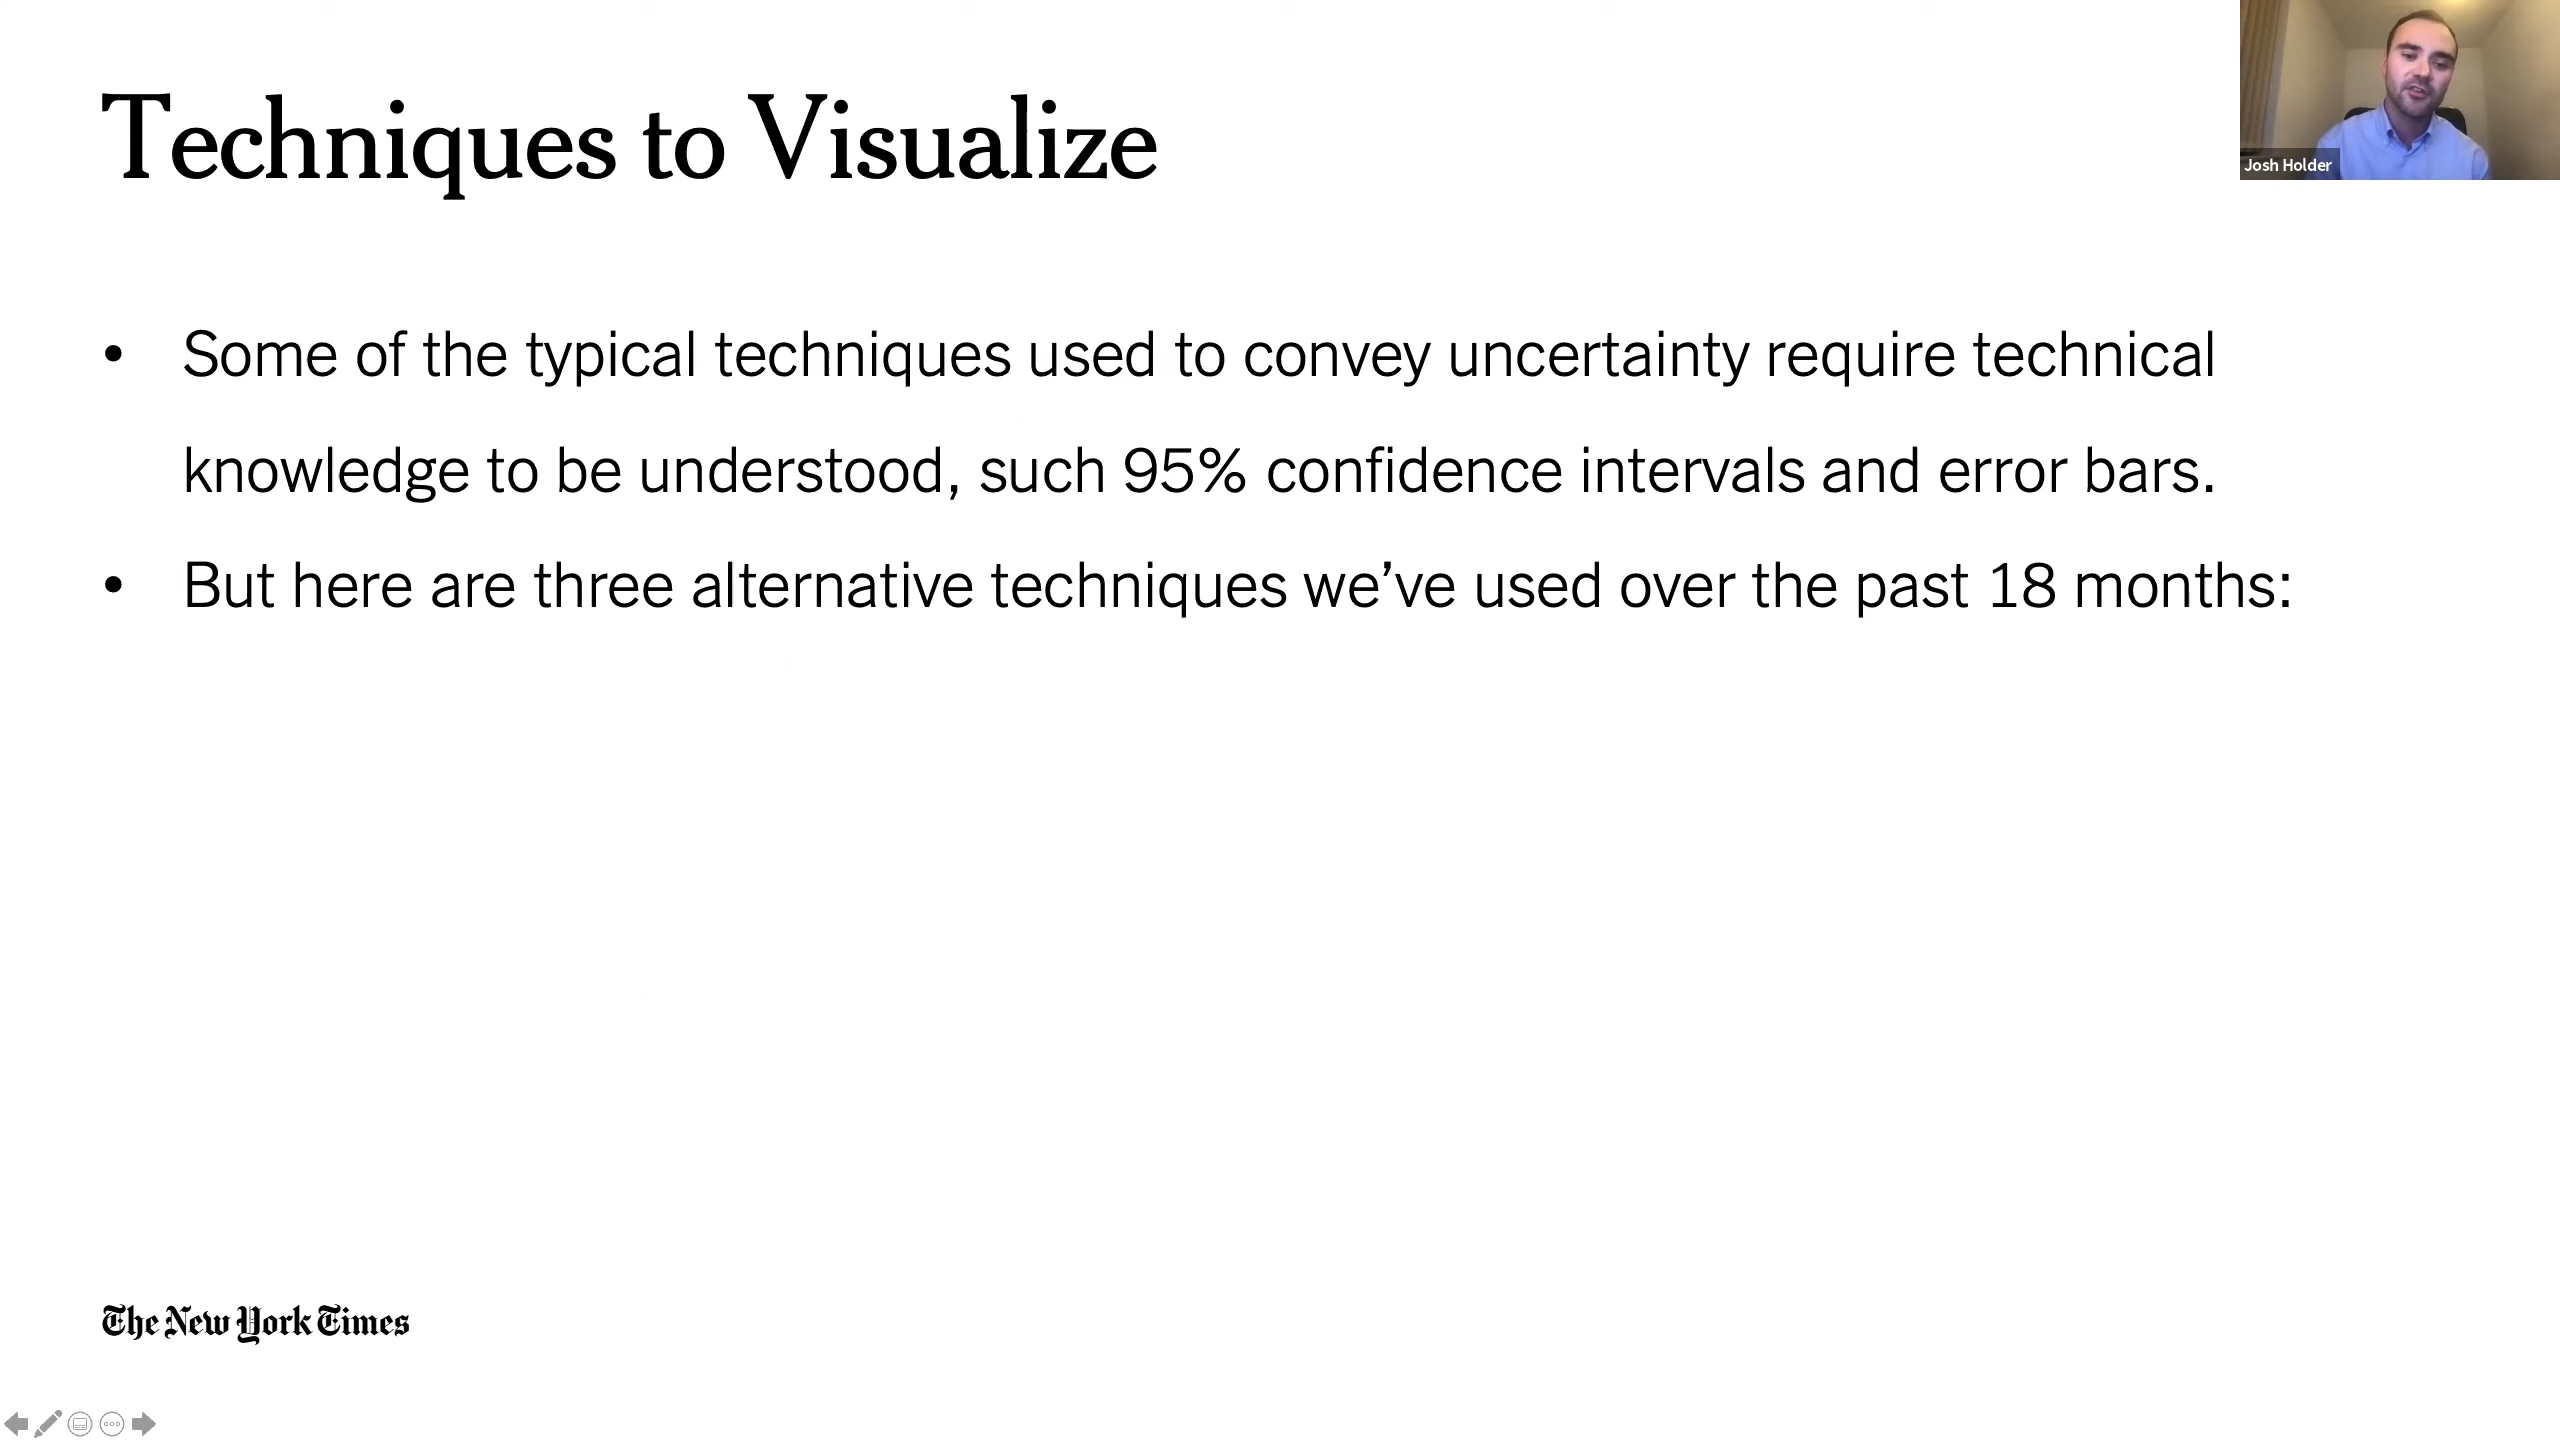 Techniques to Visualize
Josh Holder
• Some of the typical techniques used to convey uncertainty require technical
knowledge to be understood, such 95% confidence intervals and error bars.
• But here are three alternative techniques we’ve used over the past 18 months:
The New York Times